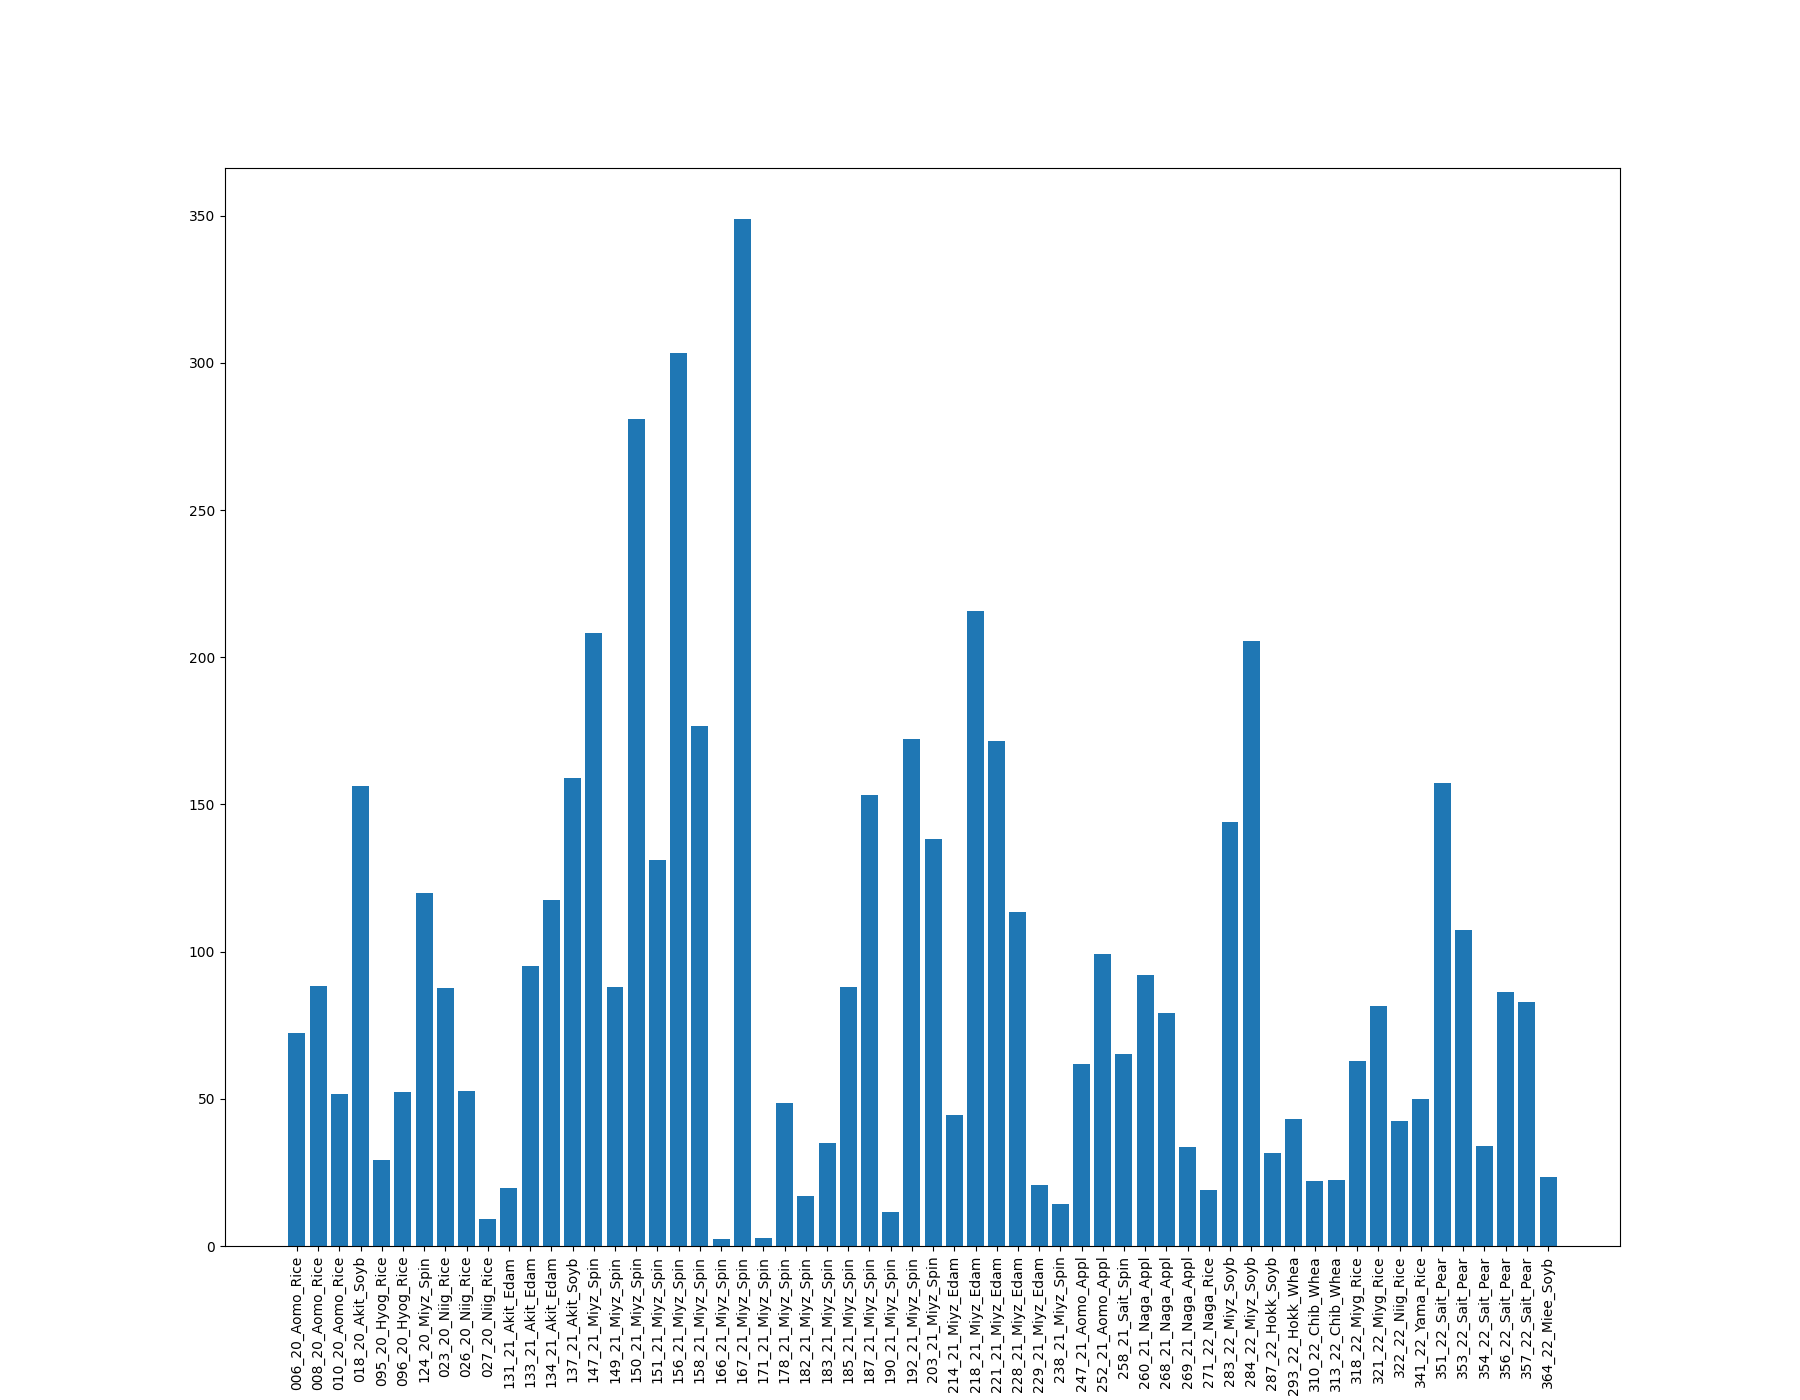 350
300
250
200
150
100
50
0
006_20_Aomo_Rice
008_20_Aomo_Rice
010_20_Aomo_Rice
018_20_Akit_Soyb
095_20_Hyog_Rice
096_20_Hyog_Rice
124_20_Miyz_Spin
023_20_Niig_Rice
026_20_Niig_Rice
027_20_Niig_Rice
131_21_Akit_Edam
133_21_Akit_Edam
134_21_Akit_Edam
137_21_Akit_Soyb
147_21_Miyz_Spin
149_21_Miyz_Spin
150_21_Miyz_Spin
151_21_Miyz_Spin
156_21_Miyz_Spin
158_21_Miyz_Spin
166_21_Miyz_Spin
167_21_Miyz_Spin
171_21_Miyz_Spin
178_21_Miyz_Spin
182_21_Miyz_Spin
183_21_Miyz_Spin
185_21_Miyz_Spin
187_21_Miyz_Spin
190_21_Miyz_Spin
192_21_Miyz_Spin
203_21_Miyz_Spin
214_21_Miyz_Edam
218_21_Miyz_Edam
221_21_Miyz_Edam
228_21_Miyz_Edam
229_21_Miyz_Edam
238_21_Miyz_Spin
247_21_Aomo_Appl
252_21_Aomo_Appl
258_21_Sait_Spin
260_21_Naga_Appl
268_21_Naga_Appl
269_21_Naga_Appl
271_22_Naga_Rice
283_22_Miyz_Soyb
284_22_Miyz_Soyb
287_22_Hokk_Soyb
293_22_Hokk_Whea
310_22_Chib_Whea
313_22_Chib_Whea
318_22_Miyg_Rice
321_22_Miyg_Rice
322_22_Niig_Rice
341_22_Yama_Rice
351_22_Sait_Pear
353_22_Sait_Pear
354_22_Sait_Pear
356_22_Sait_Pear
357_22_Sait_Pear
364_22_Miee_Soyb